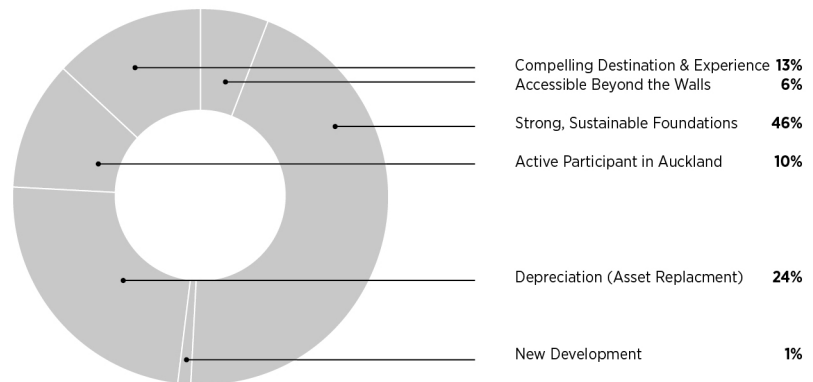 Compelling Destination & Experience 13%
Accessible Beyond the Walls 6%
Strong, Sustainable Foundations 46%
Active Participant in Auckland 10%
Depreciation (Asset Replacment) 24%
New Development 1%